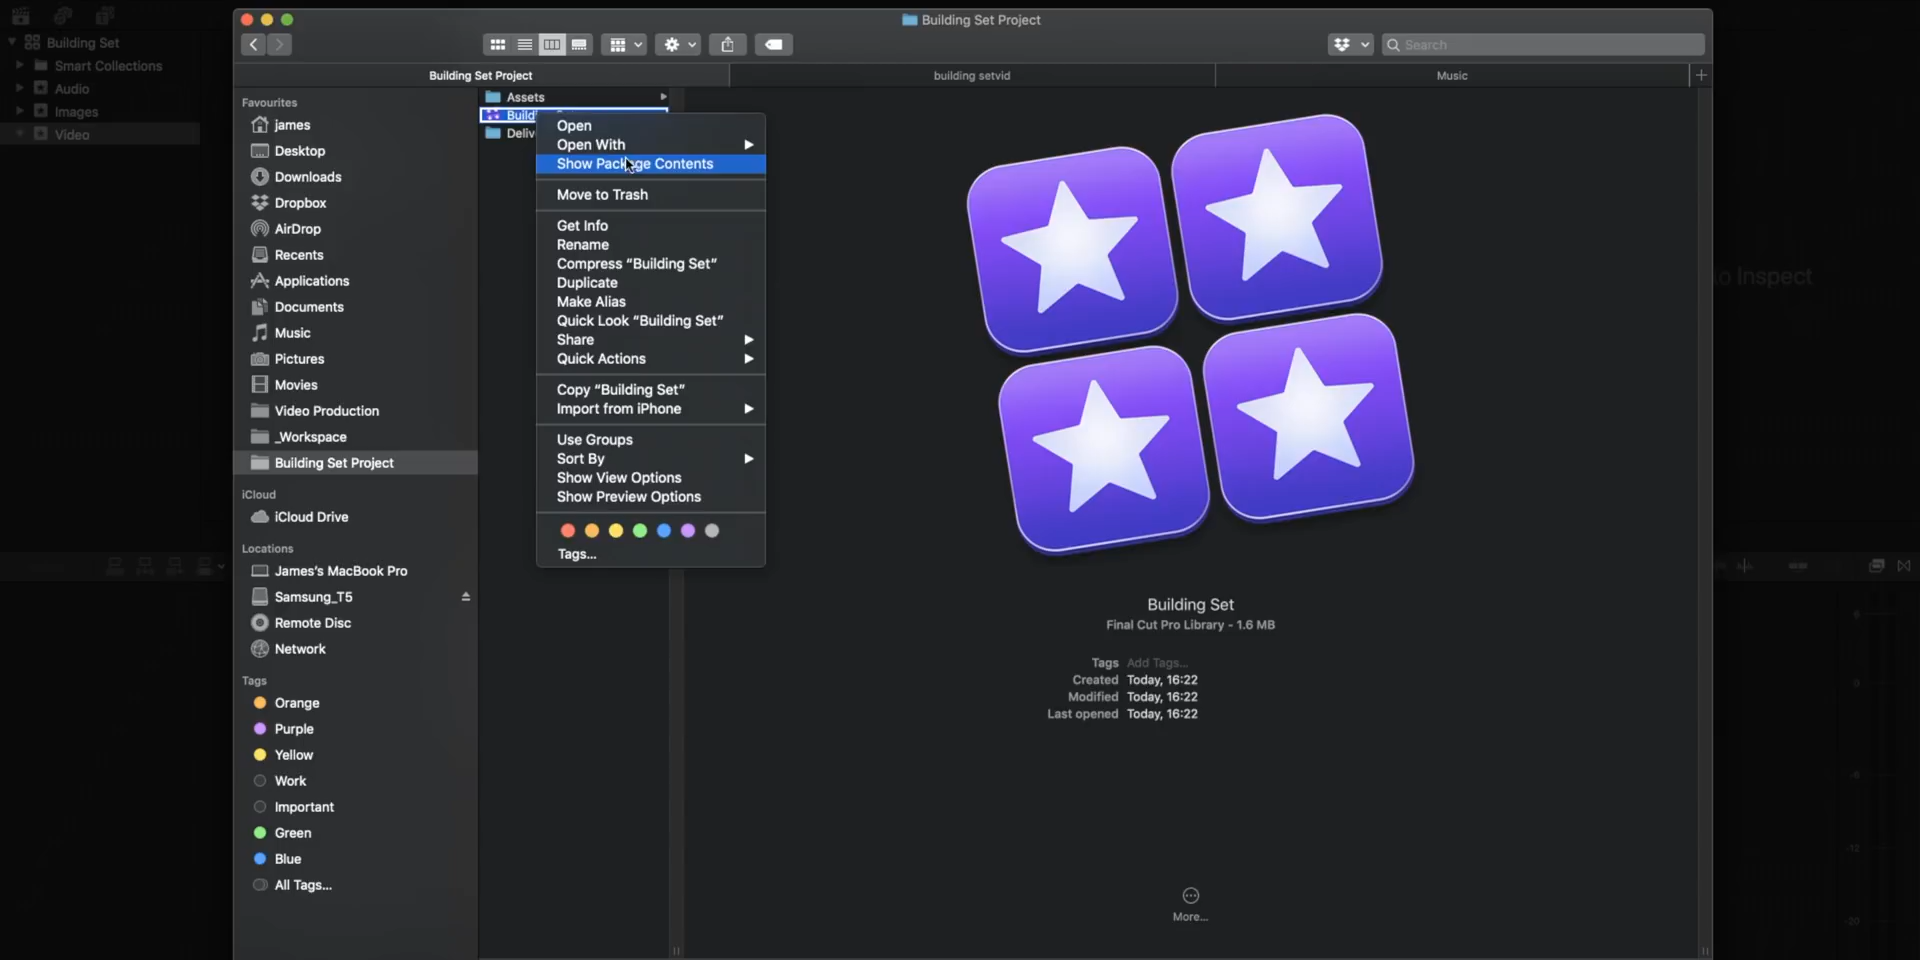 Building Set Project
Search
Building Set Project
building setvid
Music
Building Set
Smart Collections
Audio
Images
Video
Favourites
james
Desktop
Downloads
Dropbox
AirDrop
Recents
Applications
Documents
Music
Pictures
Movies
Video Production
_Workspace
Building Set Project
iCloud
iCloud Drive
Locations
James's MacBook Pro
Samsung_T5
Remote Disc
Network
Tags
Orange
Purple
Yellow
Work
Important
Green
Blue
All Tags...
Assets
Open
Open With
Show Package Contents
Move to Trash
Get Info
Rename
Compress “Building Set”
Duplicate
Make Alias
Quick Look “Building Set”
Share
Quick Actions
Copy “Building Set”
Import from iPhone
Use Groups
Sort By
Show View Options
Show Preview Options
Tags...
Building Set
Final Cut Pro Library - 1.6 MB
Tags Add Tags...
Created Today, 16:22
Modified Today, 16:22
Last opened Today, 16:22
More...
Inspect